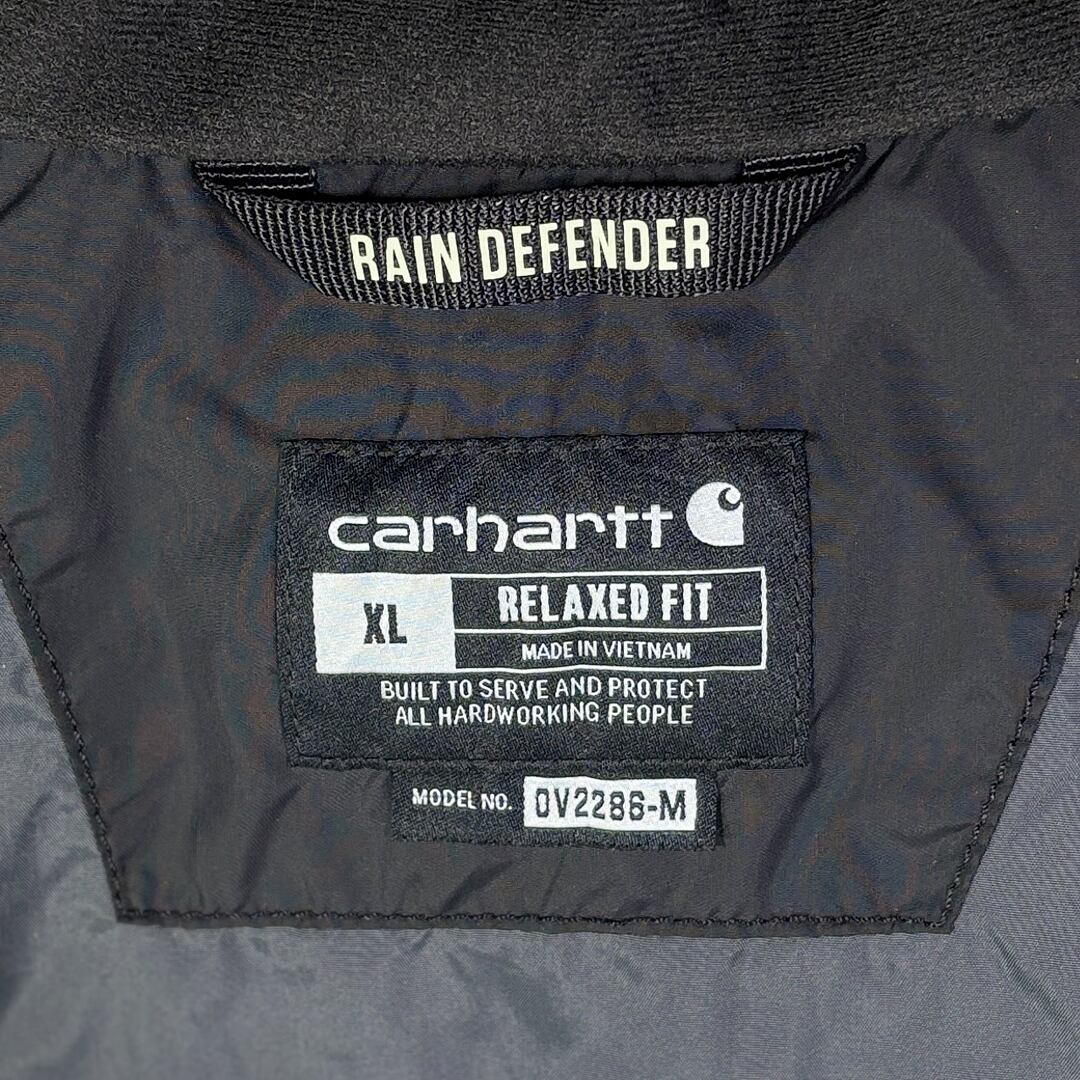 RAIN DEFENDER
carhartt
XL
RELAXED FIT
MADE IN VIETNAM
BUILT TO SERVE AND PROTECT
ALL HARDWORKING PEOPLE
MODEL NO. OV2286-M